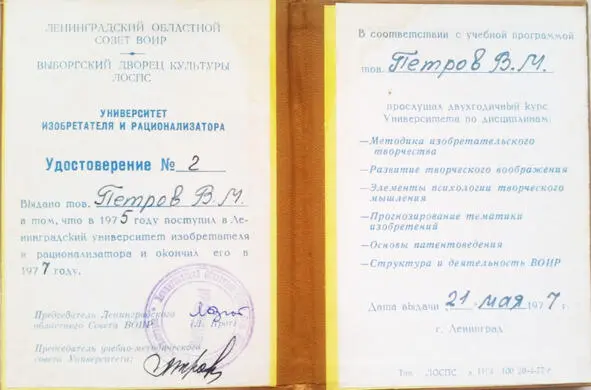 ЛЕНИНГРАДСКИЙ ОБЛАСТНОЙ
СОВЕТ ВОИР
ВЫБОРГСКИЙ ДВОРЕЦ КУЛЬТУРЫ
ЛОСПС
УНИВЕРСИТЕТ
ИЗОБРЕТАТЕЛЯ И РАЦИОНАЛИЗАТОРА
Удостоверение № 2
Выдано тов. Петров В.М.
в том, что в 1975 году поступил в Ле-
нинградский университет изобретателя
и рационализатора и окончил его в
1977 году.
Председатель Ленинградского
областного Совета ВОИР
(Л. Крот)
Председатель учебно-методического
совета Университета:
В соответствии с учебной программой
тов. Петров В.М.
прослушал двухгодичный курс
Университета по дисциплинам:
— Методика изобретательского
творчества
— Развитие творческого воображения
— Элементы психологии творческого
мышления
— Прогнозирование тематики
изобретений
— Основы патентоведения
— Структура и деятельность ВОИР
Дата выдачи 21 мая 1977 г.
г. Ленинград
Тип. ЛОСПС